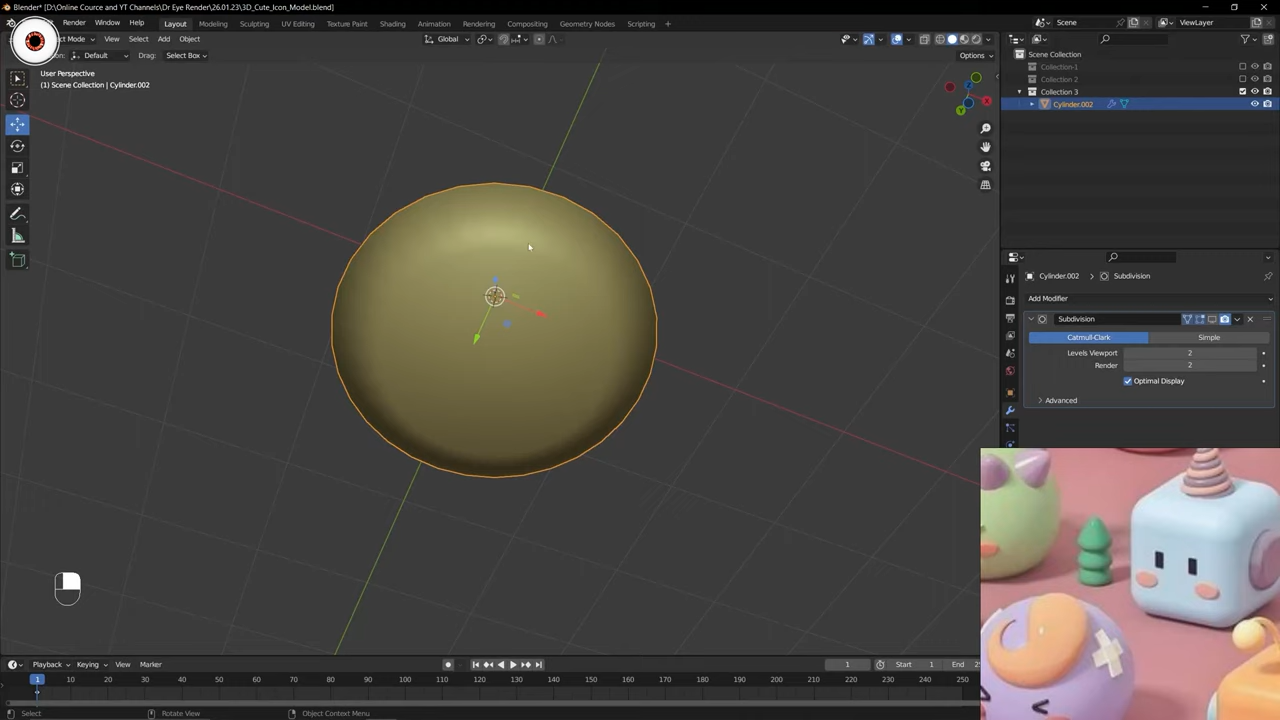 Blender* [D:\Online Cource and YT Channels\Dr Eye Render\26.01.23\3D_Cute_Icon_Model.blend]
Render Window Help Layout Modeling Sculpting UV Editing Texture Paint Shading Animation Rendering Compositing Geometry Nodes Scripting + Scene ViewLayer
Mode View Select Add Object Global
Default Drag: Select Box Options
User Perspective
(1) Scene Collection | Cylinder.002
Scene Collection
Collection-1
Collection 2
Collection 3
Cylinder.002
Cylinder.002 > Subdivision
Add Modifier
Subdivision
Catmull-Clark Simple
Levels Viewport 2
Render 2
Optimal Display
Advanced
Playback Keying View Marker 1 Start 1 End
1 10 20 30 40 50 60 70 80 90 100 110 120 130 140 150 160 170 180 190 200 210 220 230 240 250
Select Rotate View Object Context Menu